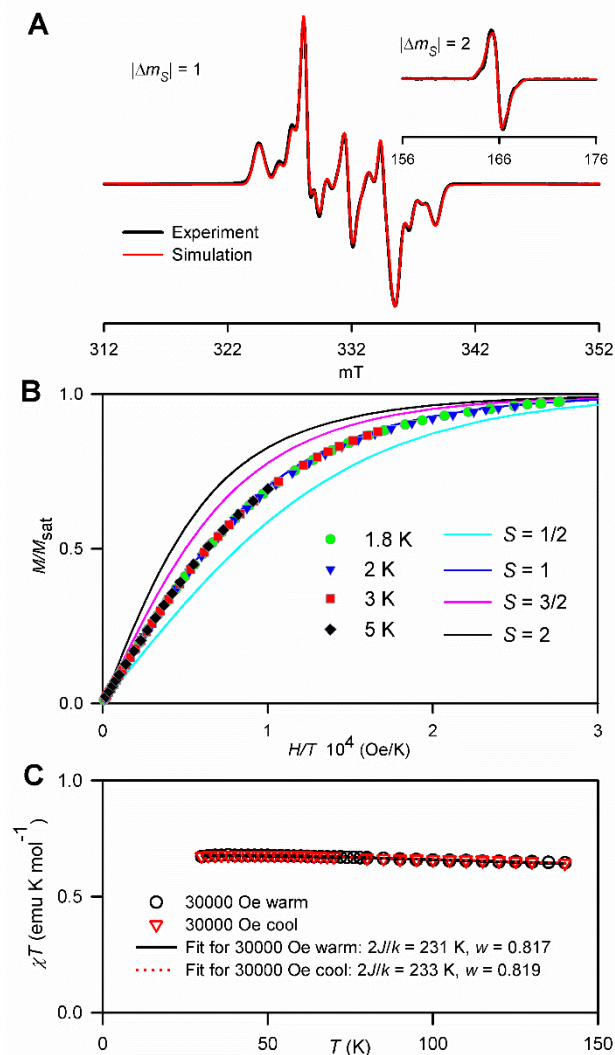 A
|Δm_S| = 1
|Δm_S| = 2
156 166 176
Experiment
Simulation
312 322 332 342 352
mT
B
M/M_sat
1.0
0.5
0.0
1.8 K
2 K
3 K
5 K
S = 1/2
S = 1
S = 3/2
S = 2
0 1 2 3
H/T 10⁴ (Oe/K)
C
χT (emu K mol⁻¹)
1.0
0.5
0.0
30000 Oe warm
30000 Oe cool
Fit for 30000 Oe warm: 2J/k = 231 K, w = 0.817
Fit for 30000 Oe cool: 2J/k = 233 K, w = 0.819
0 50 100 150
T (K)